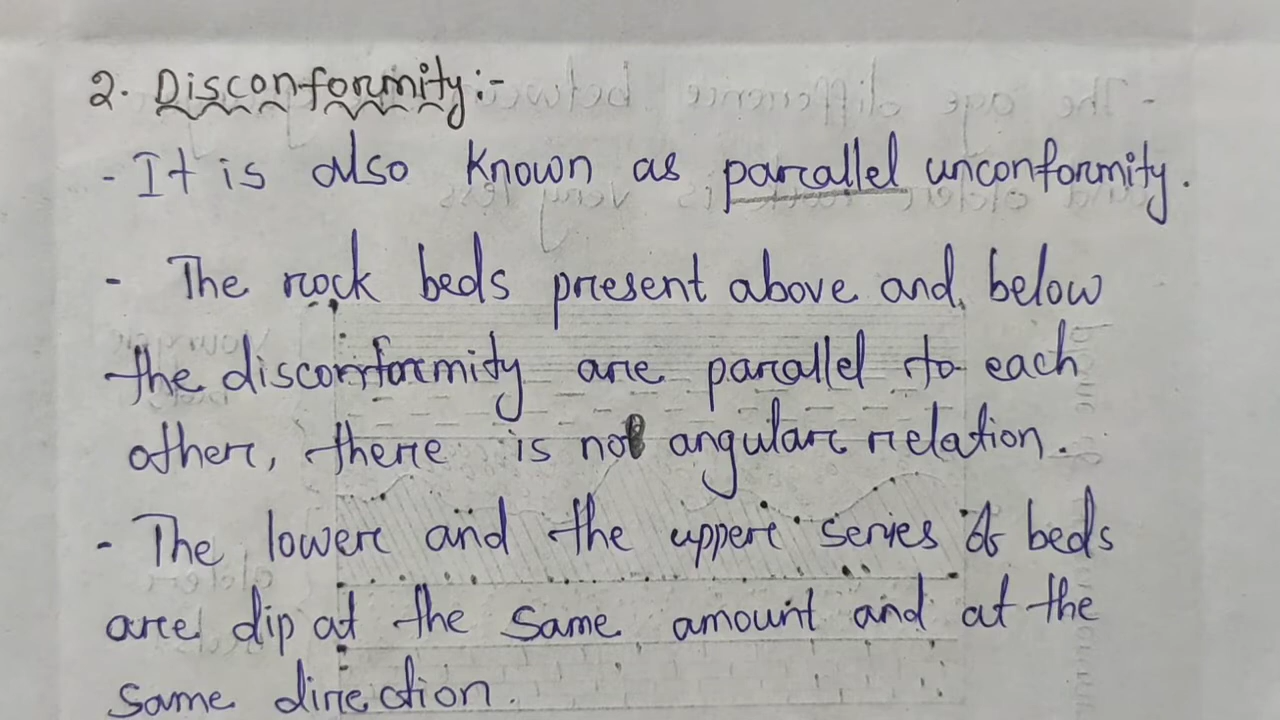 2. Disconformity:-
- It is also known as parallel unconformity.
- The rock beds present above and below
the disconformity are parallel to each
other, there is no angular relation.
- The lower and the upper series of beds
are dip at the same amount and at the
same direction.